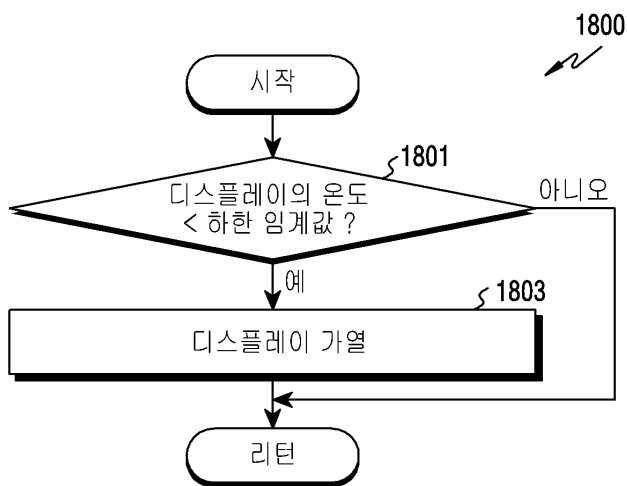 1800
시작
1801
디스플레이의 온도
< 하한 임계값 ?
아니오
예
1803
디스플레이 가열
리턴